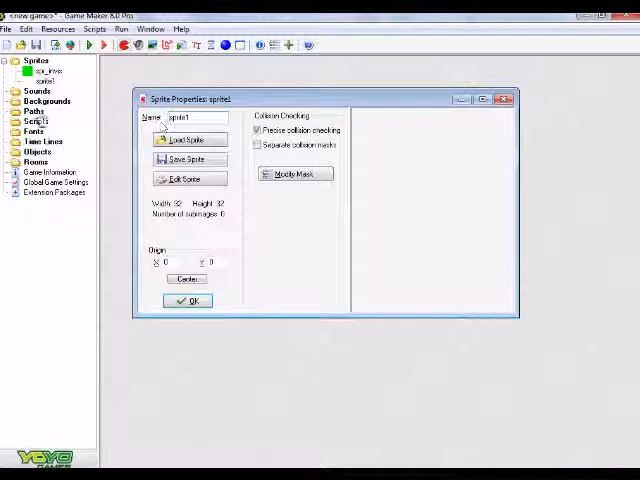 <new game>* - Game Maker 8.0 Pro
File Edit Resources Scripts Run Window Help
Sprites
spr_invis
sprite1
Sounds
Backgrounds
Paths
Scripts
Fonts
Time Lines
Objects
Rooms
Game Information
Global Game Settings
Extension Packages
Sprite Properties: sprite1
Name: sprite1
Load Sprite
Save Sprite
Edit Sprite
Width: 32 Height: 32
Number of subimages: 0
Origin
X 0 Y 0
Center
OK
Collision Checking
Precise collision checking
Separate collision masks
Modify Mask
YOYO
GAMES